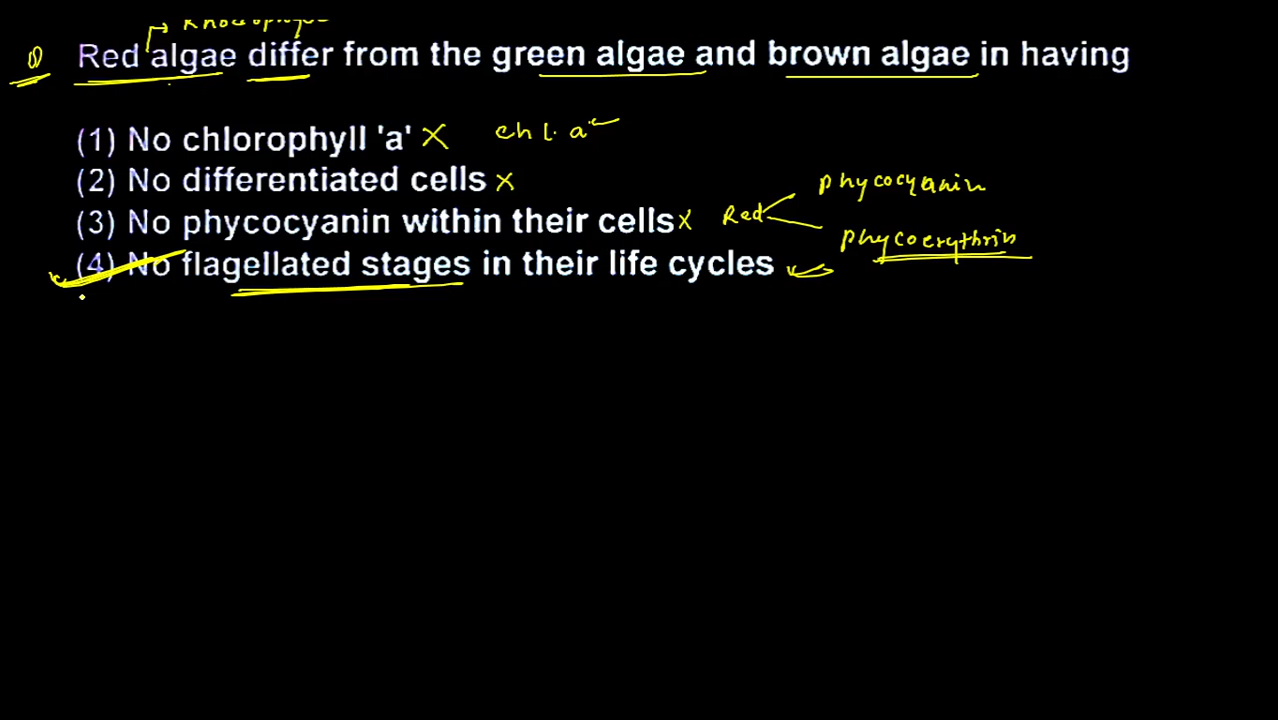 ① Red algae differ from the green algae and brown algae in having
(1) No chlorophyll 'a' X chl. a
(2) No differentiated cells x
(3) No phycocyanin within their cells x Red phycocyanin
phycoerythrin
(4) No flagellated stages in their life cycles